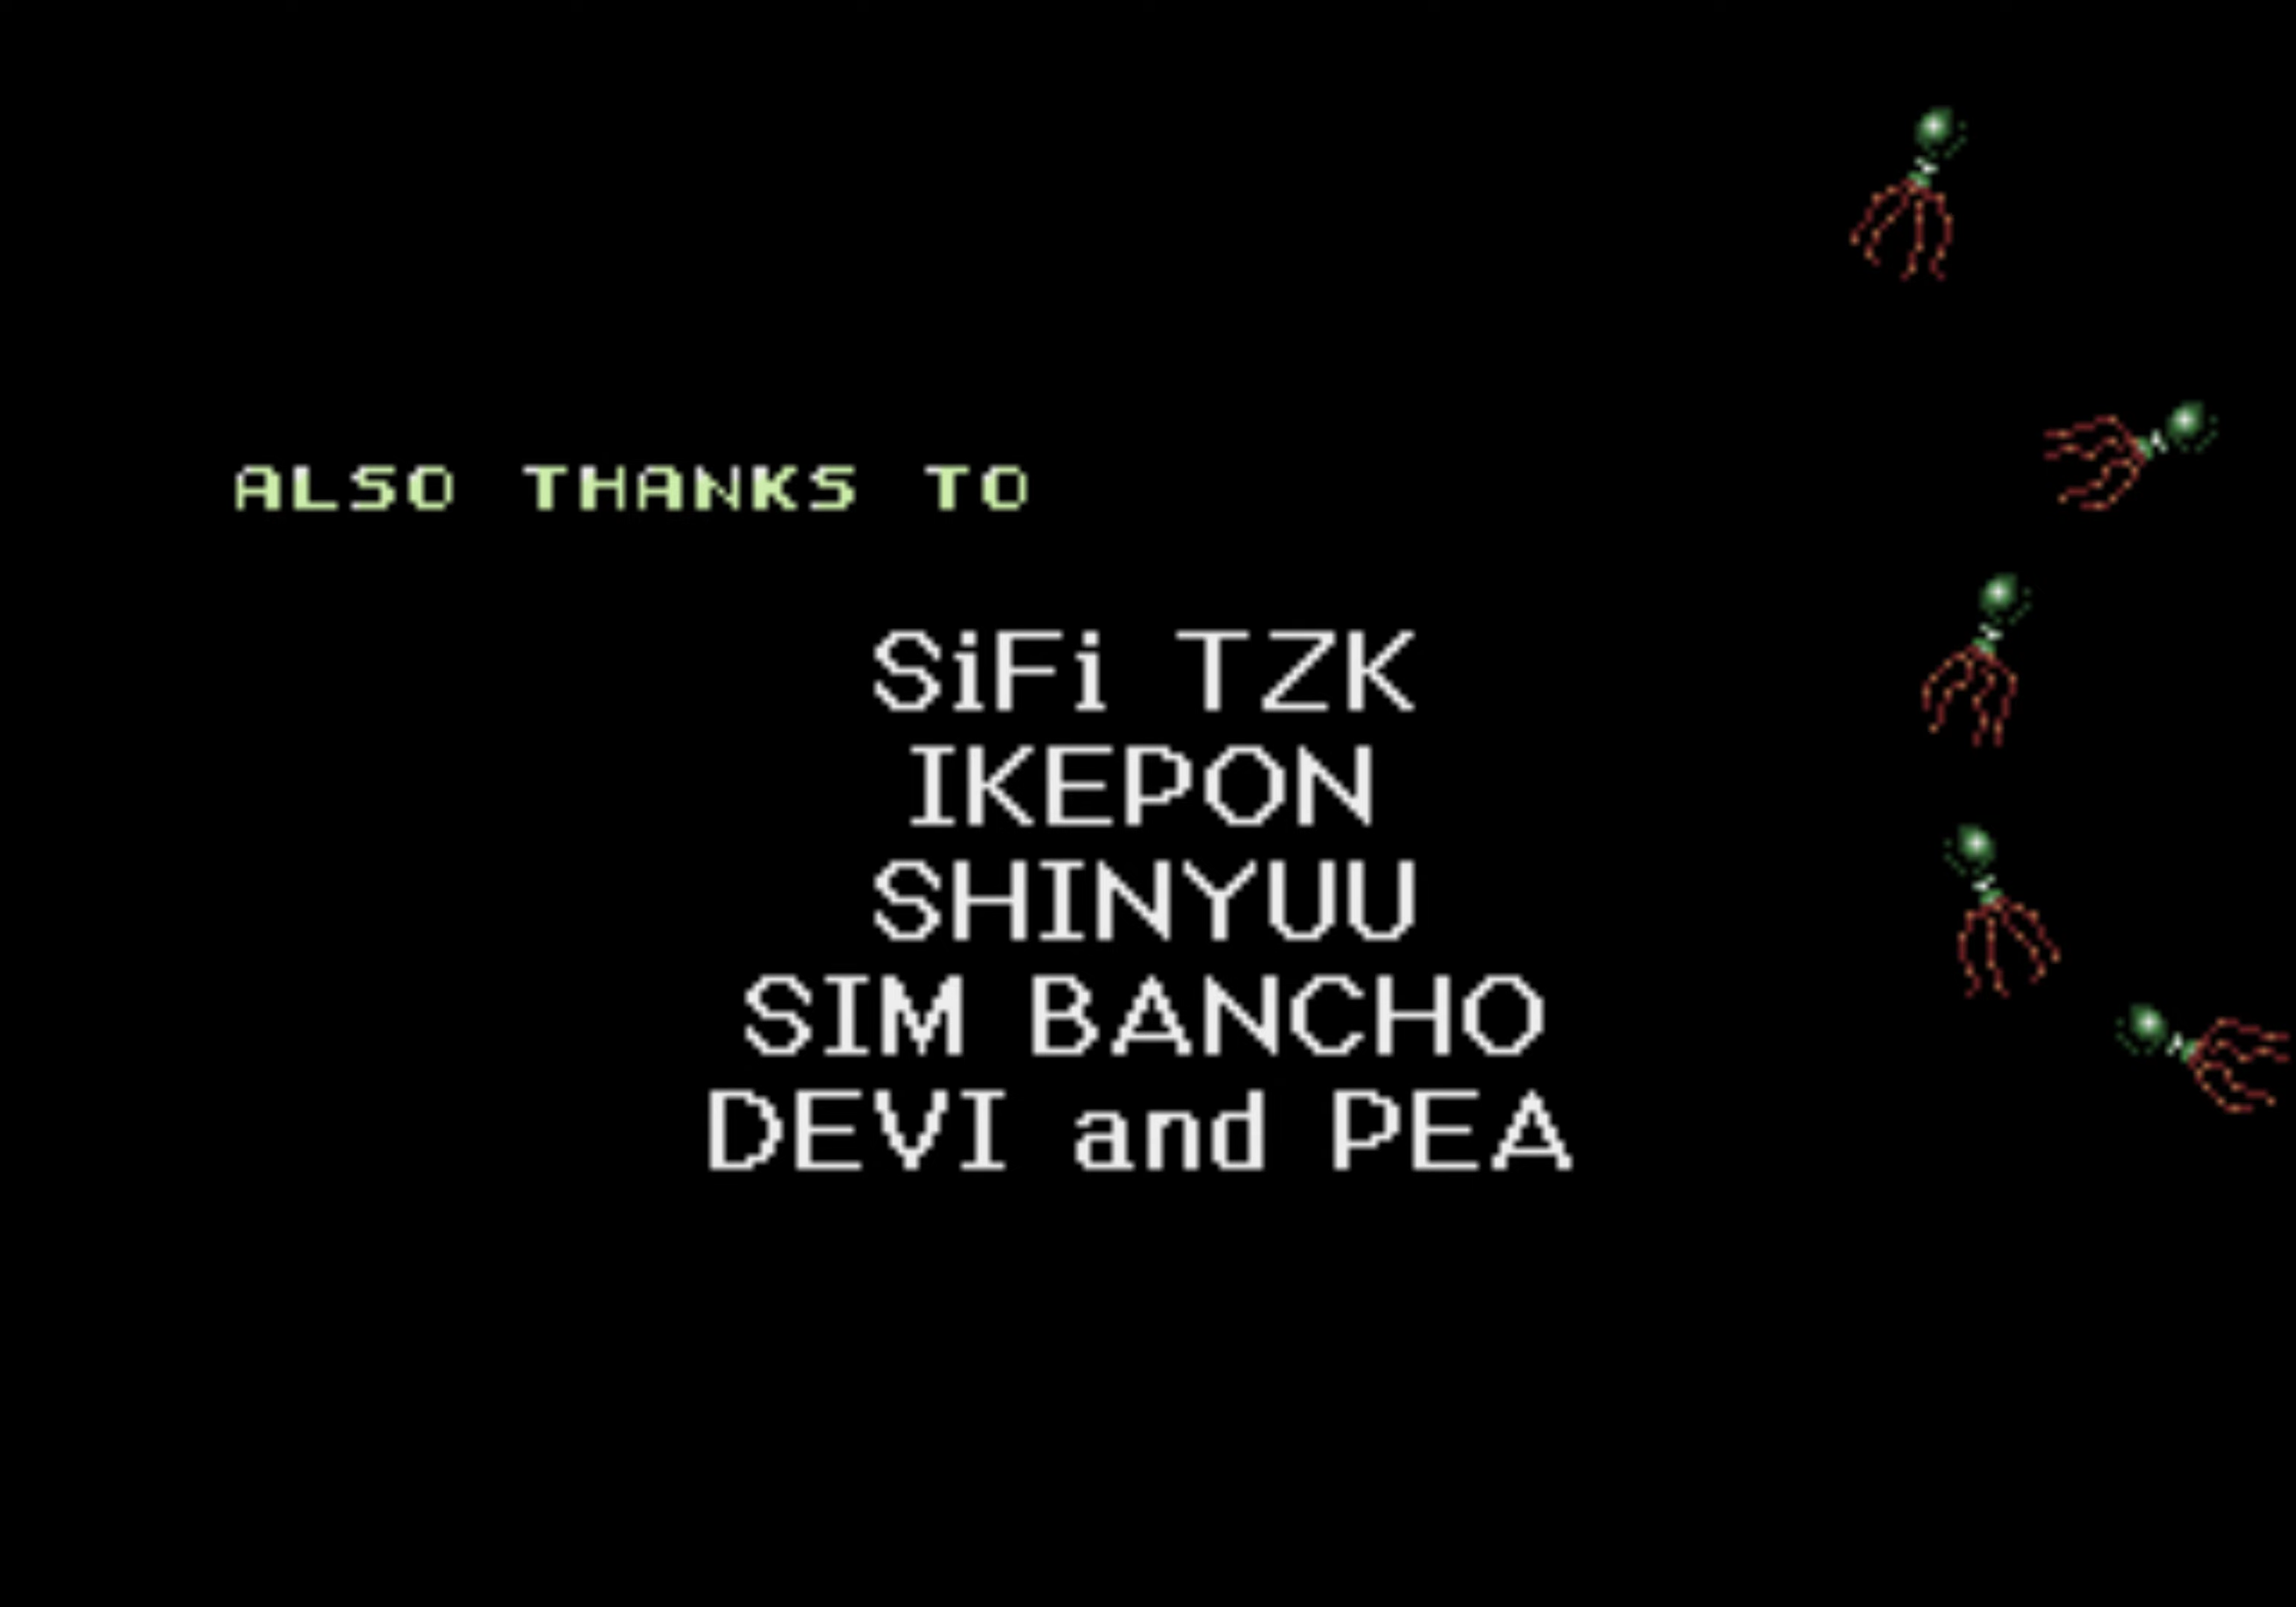 ALSO THANKS TO
SiFi TZK
IKEPON
SHINYUU
SIM BANCHO
DEVI and PEA